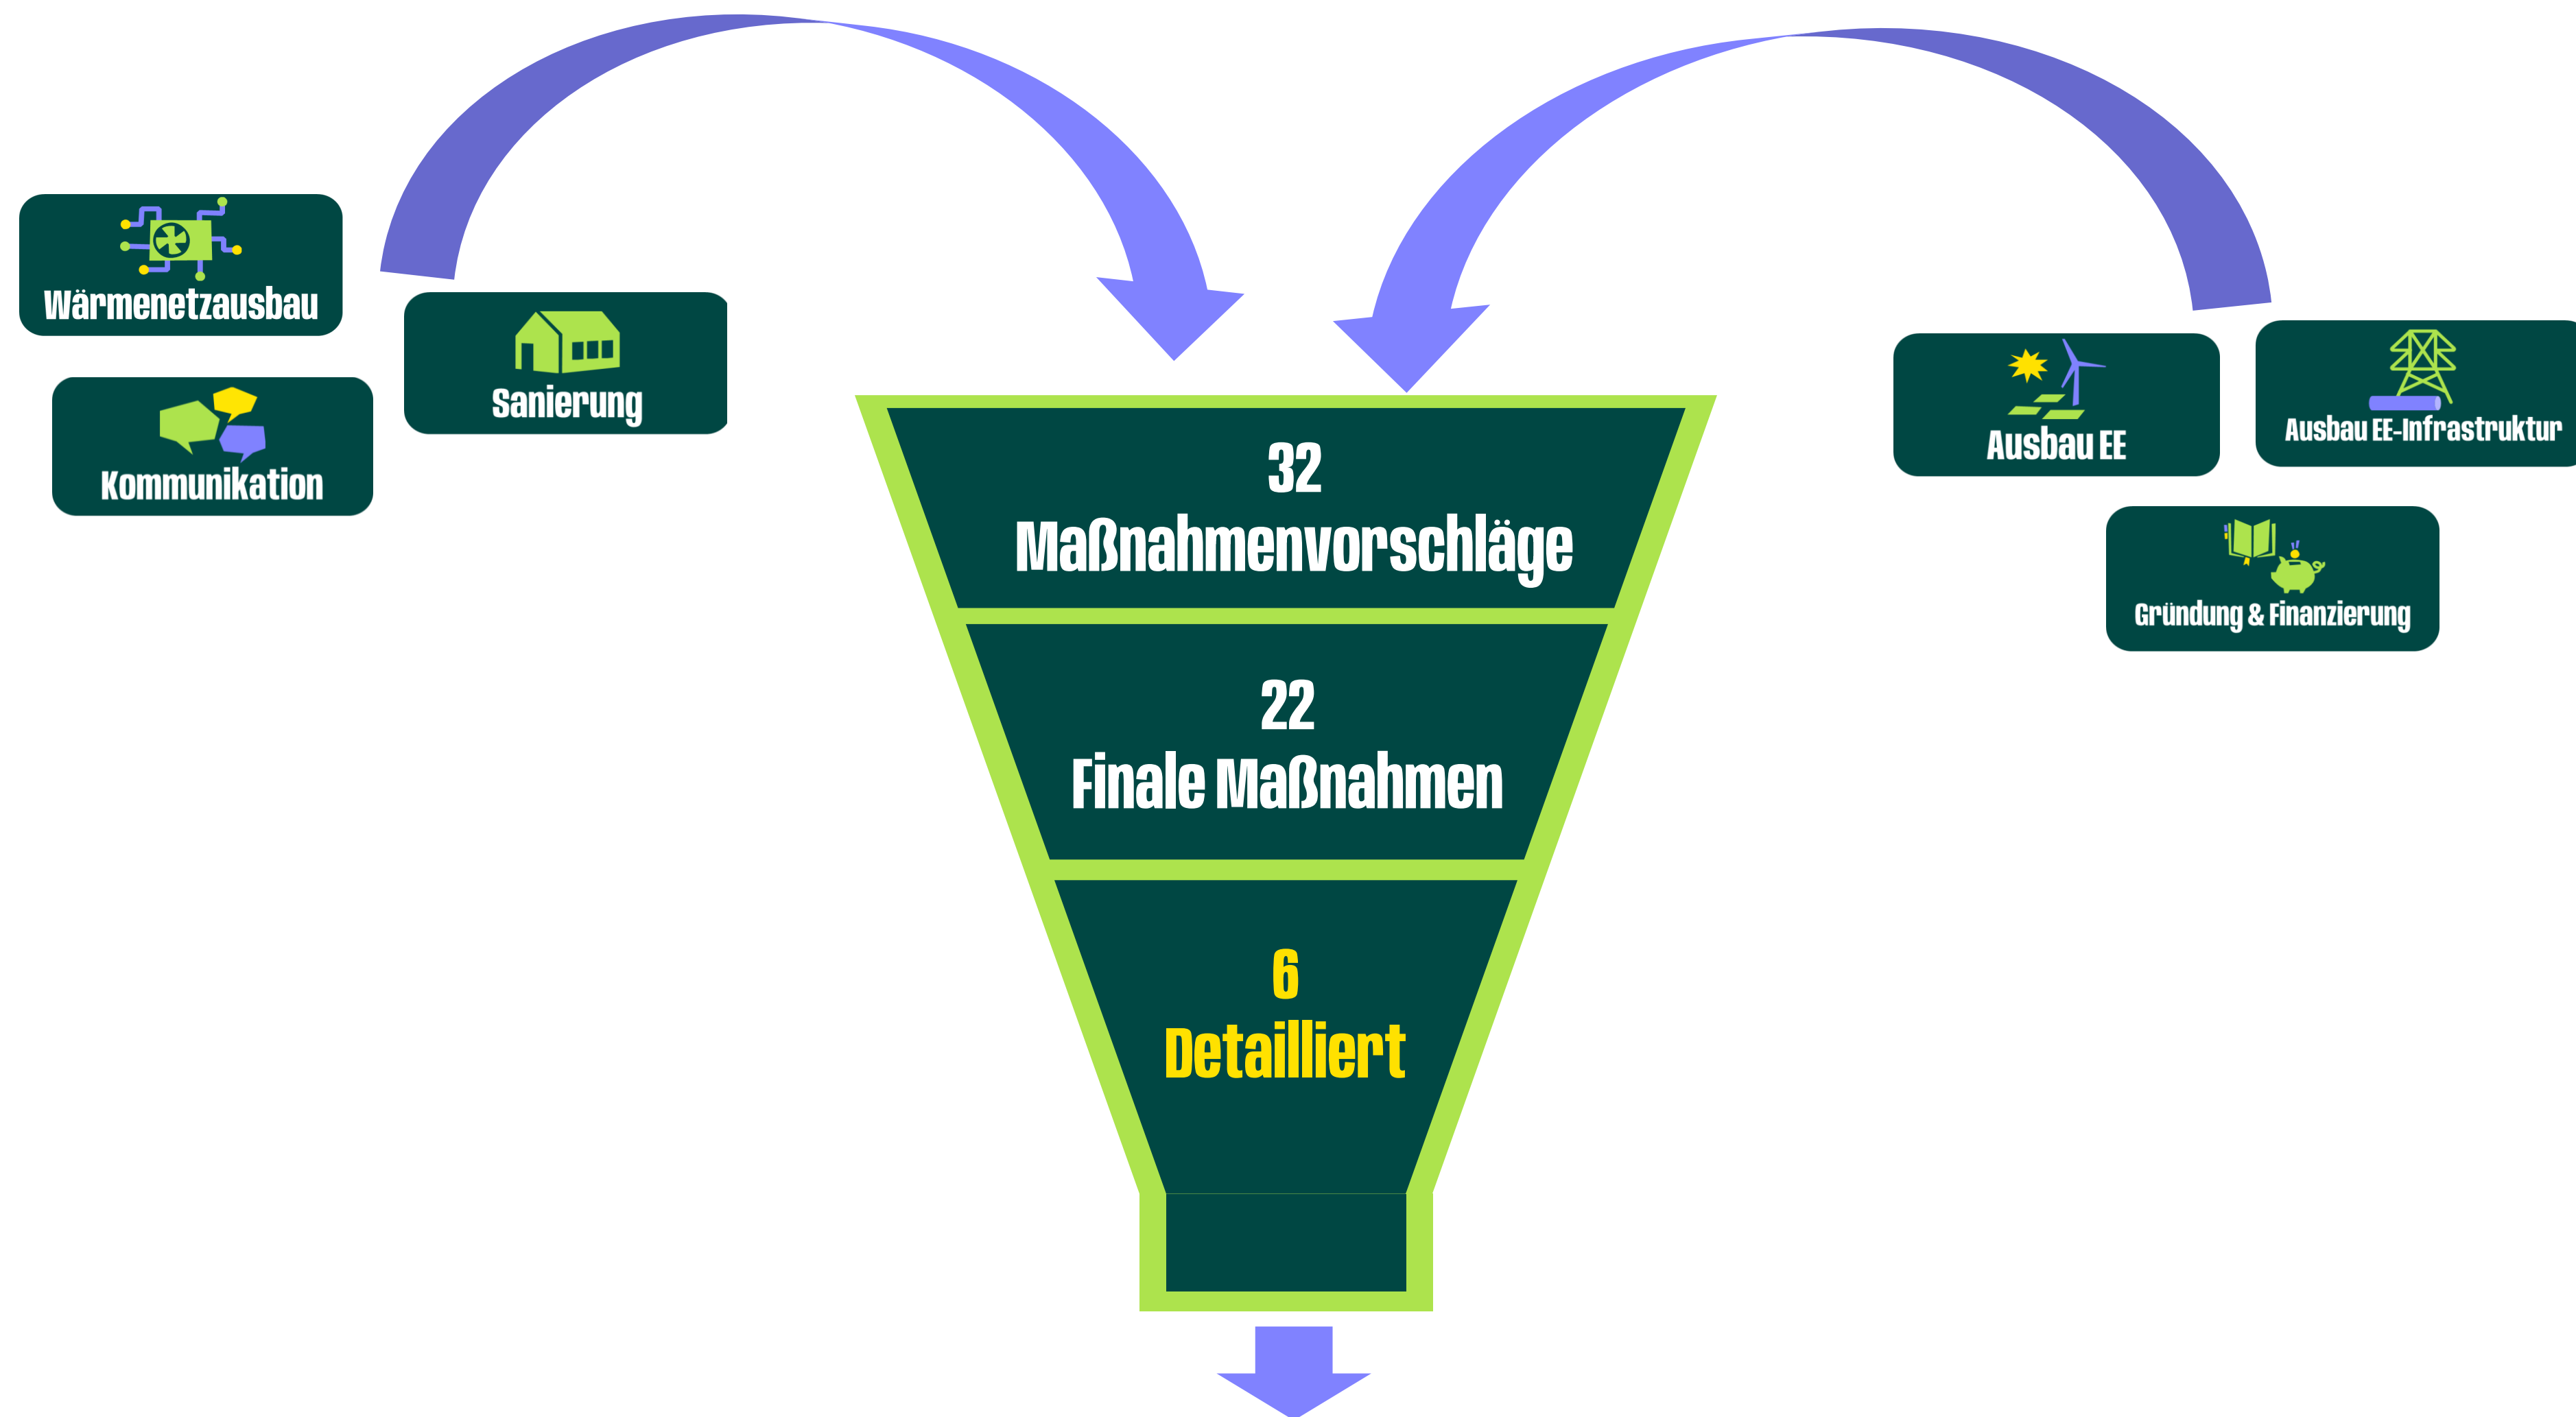 Wärmenetzausbau
Sanierung
Kommunikation
Ausbau EE
Ausbau EE-Infrastruktur
Gründung & Finanzierung
32
Maßnahmenvorschläge
22
Finale Maßnahmen
6
Detailliert